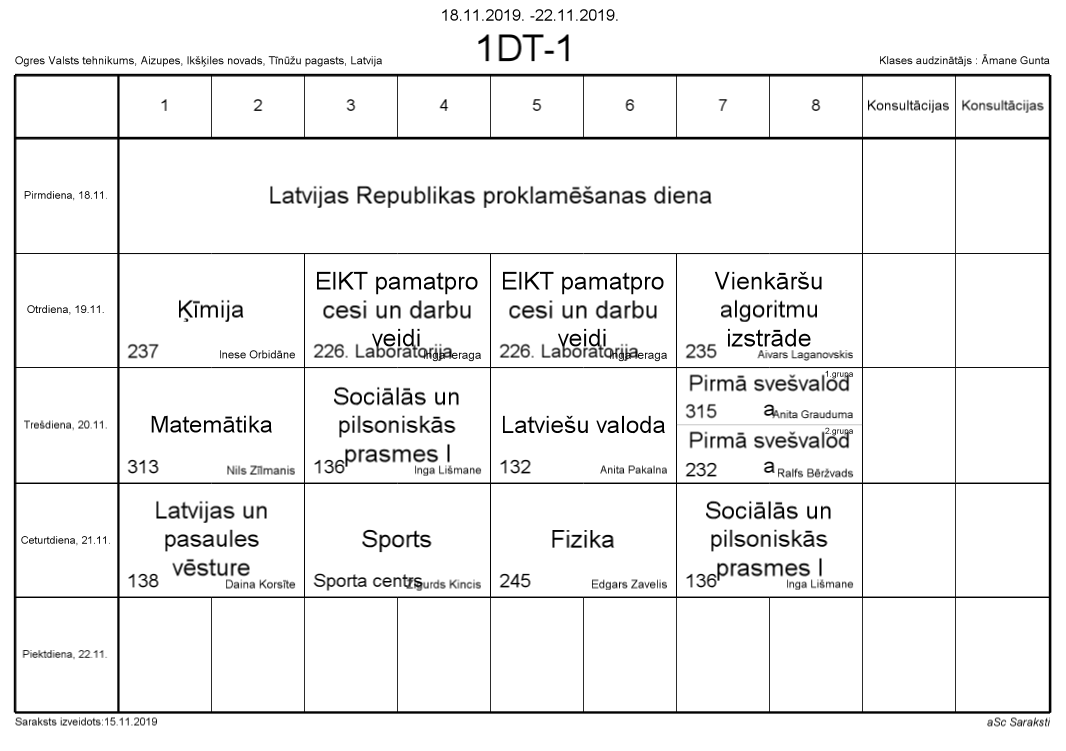 18.11.2019. -22.11.2019.
1DT-1
Ogres Valsts tehnikums, Aizupes, Ikšķiles novads, Tīnūžu pagasts, Latvija
Klases audzinātājs : Āmane Gunta
1 2 3 4 5 6 7 8 Konsultācijas Konsultācijas
Pirmdiena, 18.11.
Latvijas Republikas proklamēšanas diena
Otrdiena, 19.11.
Ķīmija
237 Inese Orbidāne
EIKT pamatpro
cesi un darbu
veidi
226. Laboratorija Inga Ieraga
EIKT pamatpro
cesi un darbu
veidi
226. Laboratorija Inga Ieraga
Vienkāršu
algoritmu
izstrāde
235 Aivars Laganovskis
Trešdiena, 20.11.
Matemātika
313 Nils Zīlmanis
Sociālās un
pilsoniskās
prasmes I
136 Inga Lišmane
Latviešu valoda
132 Anita Pakalna
1.grupa
Pirmā svešvalod
a
315 Anita Grauduma
2.grupa
Pirmā svešvalod
a
232 Ralfs Bēržvads
Ceturtdiena, 21.11.
Latvijas un
pasaules
vēsture
138 Daina Korsīte
Sports
Sporta centrs Zigurds Kincis
Fizika
245 Edgars Zavelis
Sociālās un
pilsoniskās
prasmes I
136 Inga Lišmane
Piektdiena, 22.11.
Saraksts izveidots:15.11.2019
aSc Saraksti